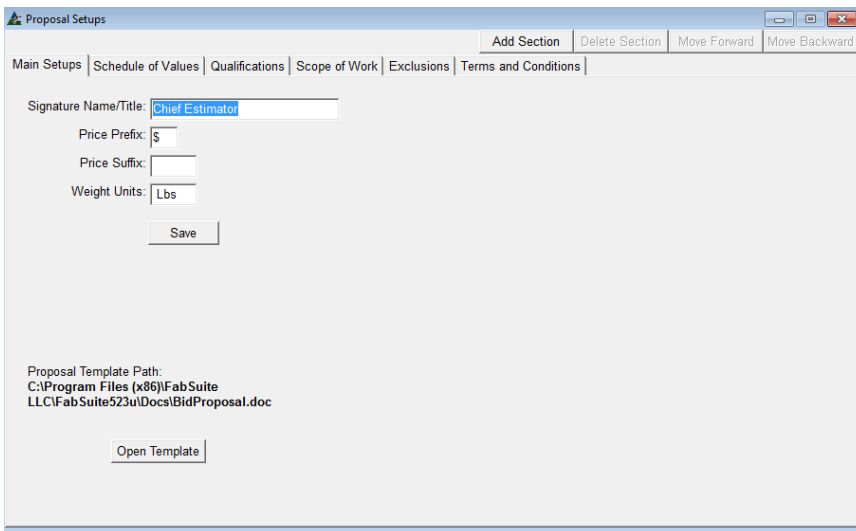 Proposal Setups
Add Section Delete Section Move Forward Move Backward
Main Setups Schedule of Values Qualifications Scope of Work Exclusions Terms and Conditions
Signature Name/Title: Chief Estimator
Price Prefix: $
Price Suffix:
Weight Units: Lbs
Save
Proposal Template Path:
C:\Program Files (x86)\FabSuite
LLC\FabSuite523u\Docs\BidProposal.doc
Open Template